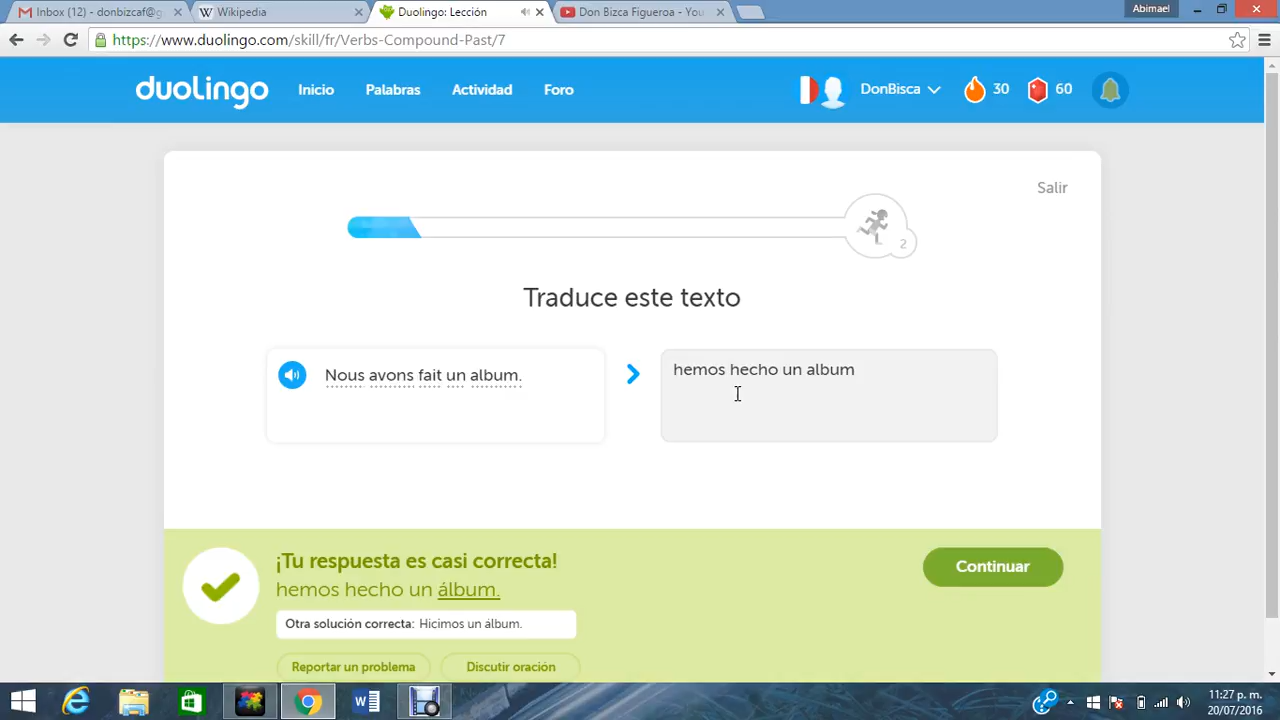 Inbox (12) - donbizcaf@g
Wikipedia
Duolingo: Lección
Don Bizca Figueroa - You
Abimael
https://www.duolingo.com/skill/fr/Verbs-Compound-Past/7
duolingo
Inicio
Palabras
Actividad
Foro
DonBisca
30
60
Salir
2
Traduce este texto
Nous avons fait un album.
hemos hecho un album
¡Tu respuesta es casi correcta!
hemos hecho un álbum.
Continuar
Otra solución correcta: Hicimos un álbum.
Reportar un problema
Discutir oración
11:27 p. m.
20/07/2016